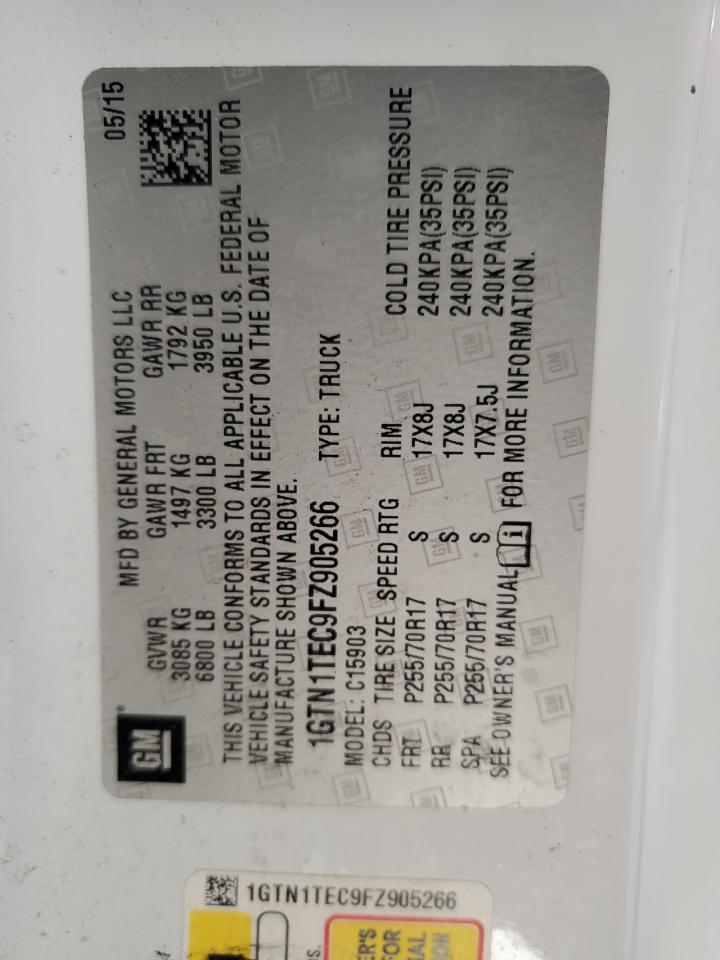 GM
MFD BY GENERAL MOTORS LLC 05/15
GVWR GAWR FRT GAWR RR
3085 KG 1497 KG 1792 KG
6800 LB 3300 LB 3950 LB
THIS VEHICLE CONFORMS TO ALL APPLICABLE U.S. FEDERAL MOTOR
VEHICLE SAFETY STANDARDS IN EFFECT ON THE DATE OF
MANUFACTURE SHOWN ABOVE.
1GTN1TEC9FZ905266 TYPE: TRUCK
MODEL: C15903
CHDS TIRE SIZE SPEED RTG RIM COLD TIRE PRESSURE
FRT P255/70R17 S 17X8J 240KPA(35PSI)
RR P255/70R17 S 17X8J 240KPA(35PSI)
SPA P255/70R17 S 17X7.5J 240KPA(35PSI)
SEE OWNER'S MANUAL i FOR MORE INFORMATION.
1GTN1TEC9FZ905266